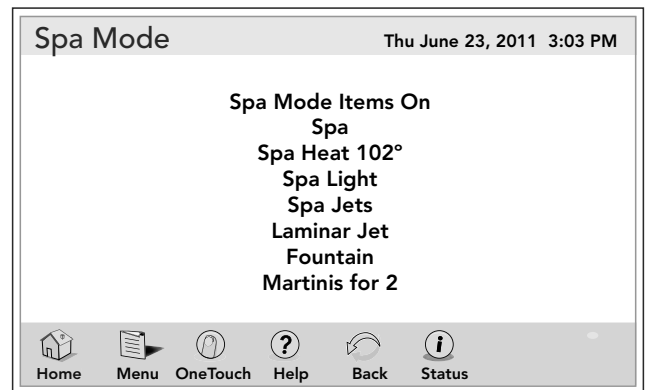 Spa Mode
Thu June 23, 2011 3:03 PM
Spa Mode Items On
Spa
Spa Heat 102º
Spa Light
Spa Jets
Laminar Jet
Fountain
Martinis for 2
Home Menu OneTouch Help Back Status